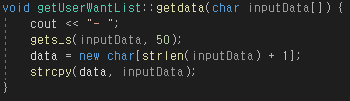 void getUserWantList::getdata(char inputData[]) {
cout << "- ";
gets_s(inputData, 50);
data = new char[strlen(inputData) + 1];
strcpy(data, inputData);
}